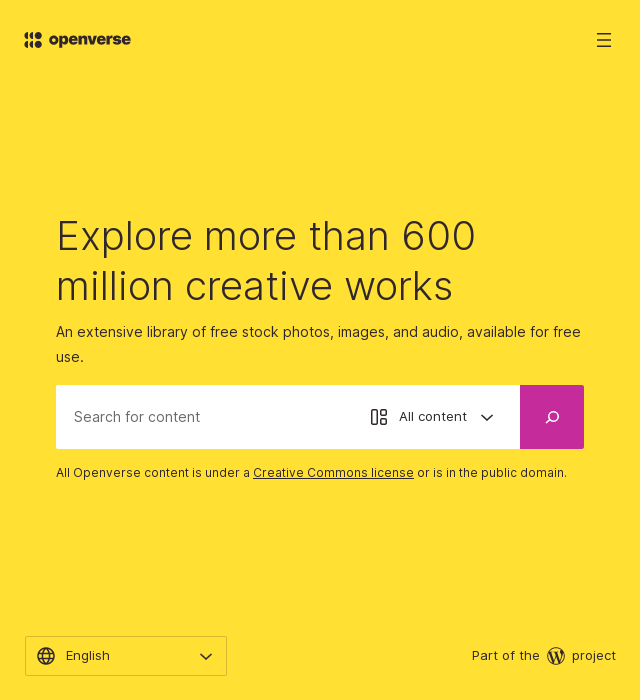 openverse
Explore more than 600
million creative works
An extensive library of free stock photos, images, and audio, available for free
use.
Search for content
All content
All Openverse content is under a Creative Commons license or is in the public domain.
English
Part of the W project